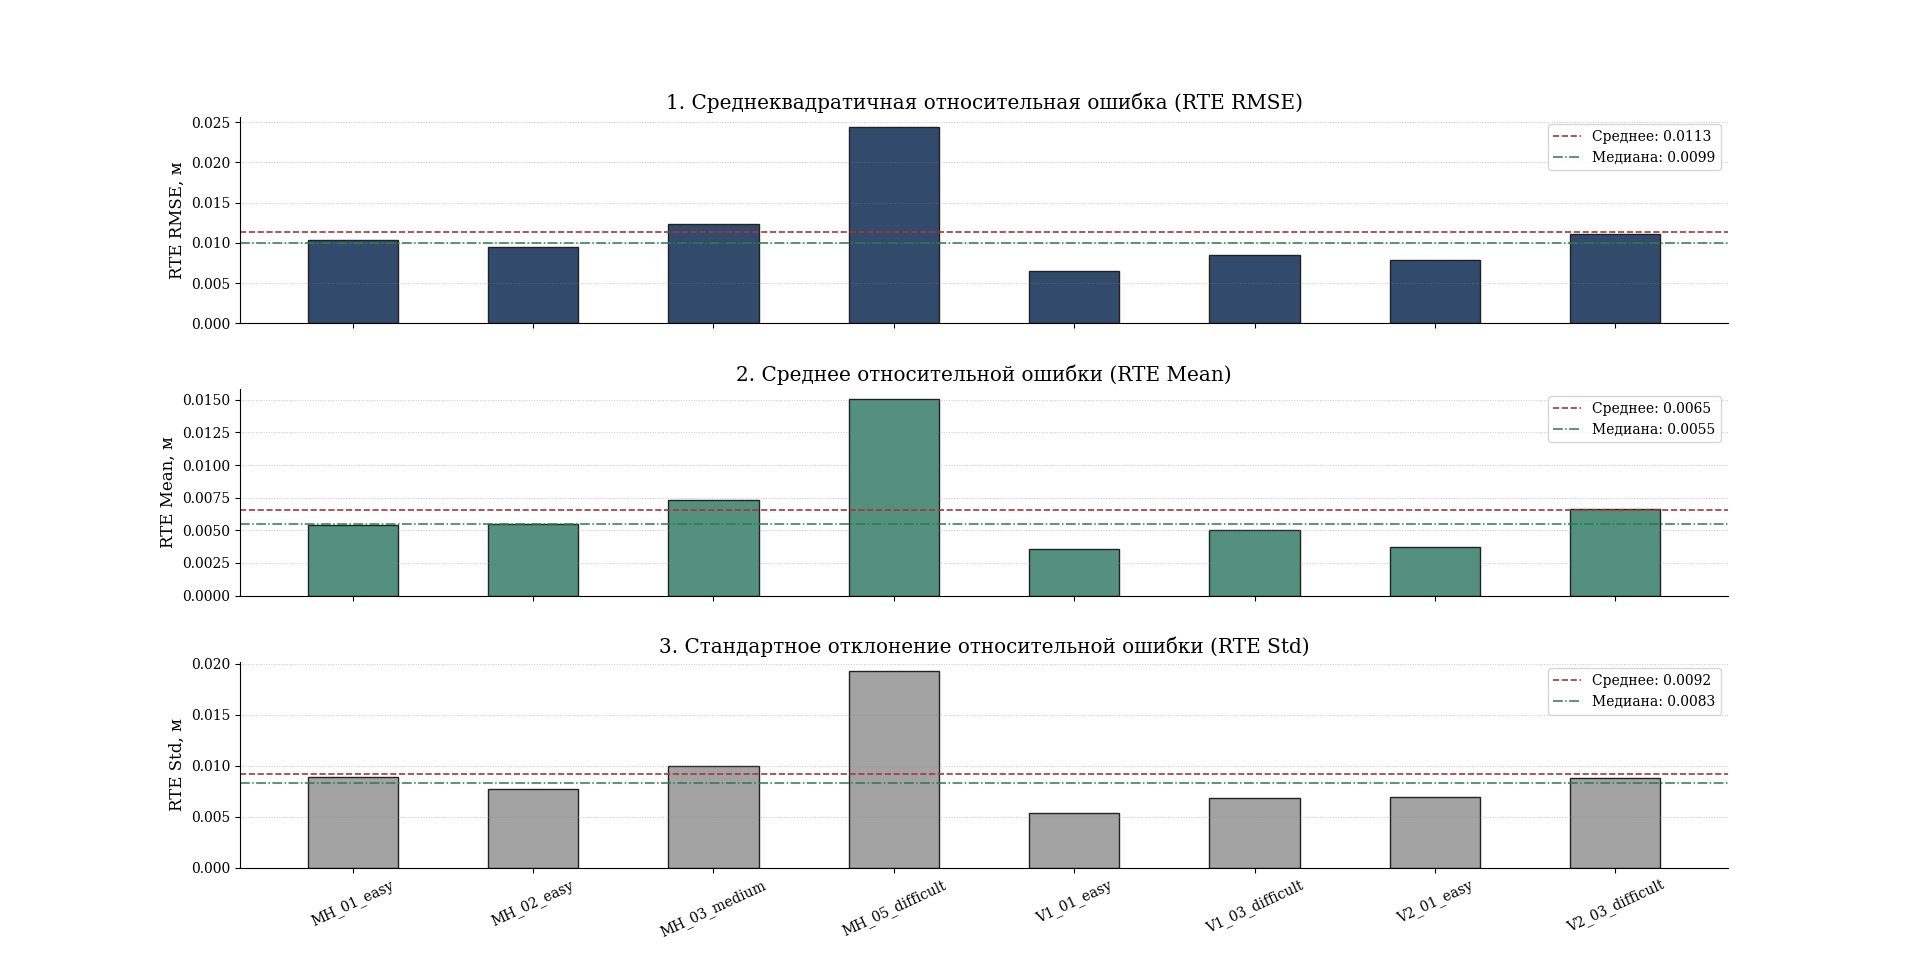 1. Среднеквадратичная относительная ошибка (RTE RMSE)
RTE RMSE, м
0.025
0.020
0.015
0.010
0.005
0.000
Среднее: 0.0113
Медиана: 0.0099
2. Среднее относительной ошибки (RTE Mean)
RTE Mean, м
0.0150
0.0125
0.0100
0.0075
0.0050
0.0025
0.0000
Среднее: 0.0065
Медиана: 0.0055
3. Стандартное отклонение относительной ошибки (RTE Std)
RTE Std, м
0.020
0.015
0.010
0.005
0.000
Среднее: 0.0092
Медиана: 0.0083
MH_01_easy
MH_02_easy
MH_03_medium
MH_05_difficult
V1_01_easy
V1_03_difficult
V2_01_easy
V2_03_difficult